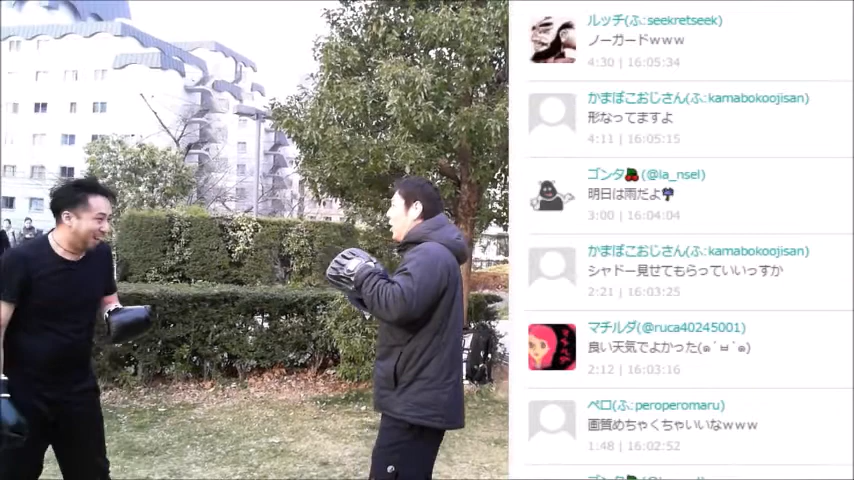 ルッチ(ふ:seekretseek)
ノーガードwww
4:30 | 16:05:34
かまぼこおじさん(ふ:kamabokoojisan)
形なってますよ
4:11 | 16:05:15
ゴンタ🍒(@la_nsei)
明日は雨だよ☔
3:00 | 16:04:04
かまぼこおじさん(ふ:kamabokoojisan)
シャドー見せてもらっていいっすか
2:21 | 16:03:25
マチルダ(@ruca40245001)
良い天気でよかった(๑˙ㅂ˙๑)
2:12 | 16:03:16
ペロ(ふ:peroperomaru)
画質めちゃくちゃいいなwww
1:48 | 16:02:52